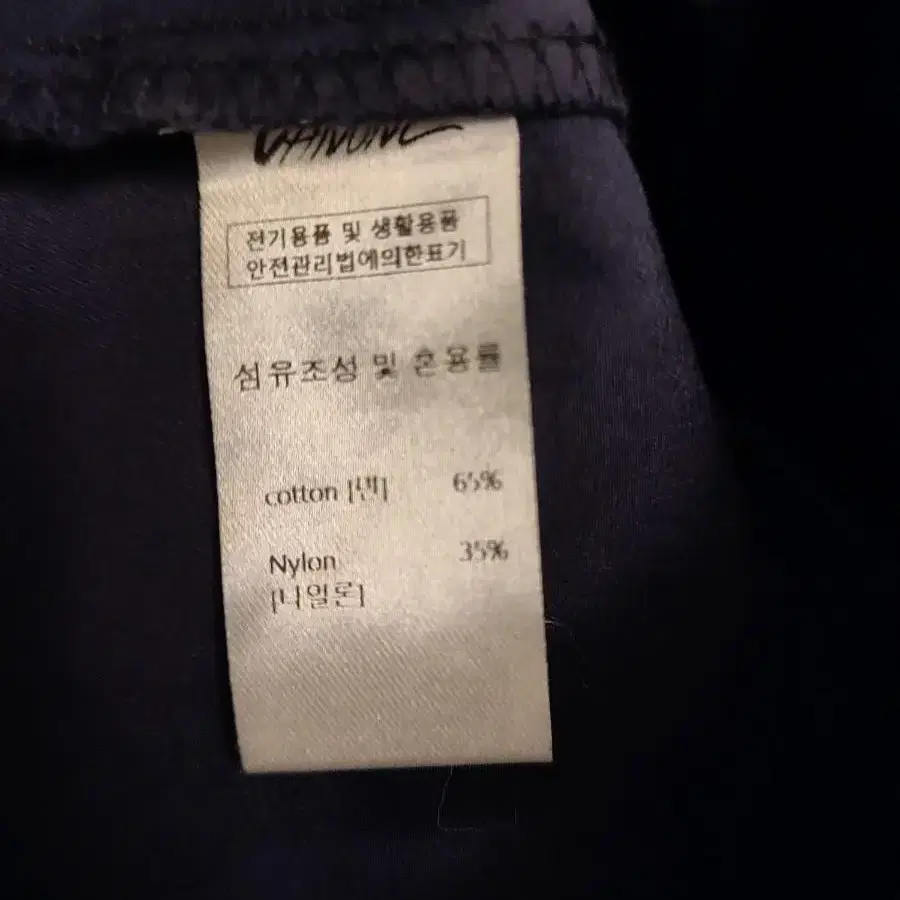 전기용품 및 생활용품
안전관리법에의한표기
섬유조성 및 혼용률
cotton [면] 65%
Nylon 35%
[나일론]